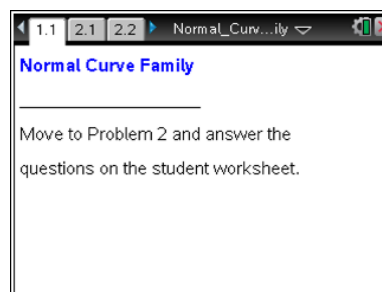 1.1 2.1 2.2 Normal_Curv...ily
Normal Curve Family
Move to Problem 2 and answer the
questions on the student worksheet.